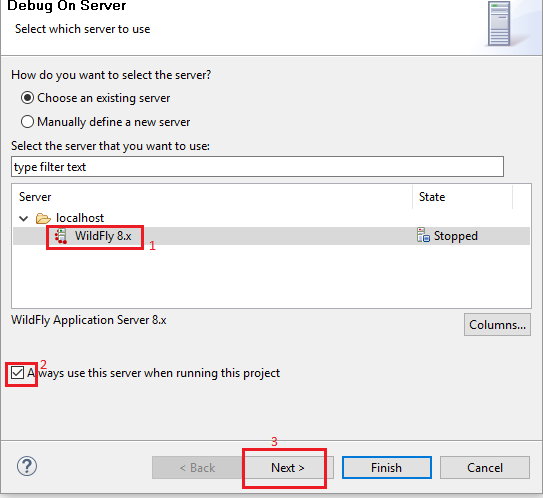 Debug On Server
Select which server to use
How do you want to select the server?
Choose an existing server
Manually define a new server
Select the server that you want to use:
type filter text
Server State
localhost
WildFly 8.x Stopped
1
WildFly Application Server 8.x
Columns...
2
Always use this server when running this project
3
? < Back Next > Finish Cancel